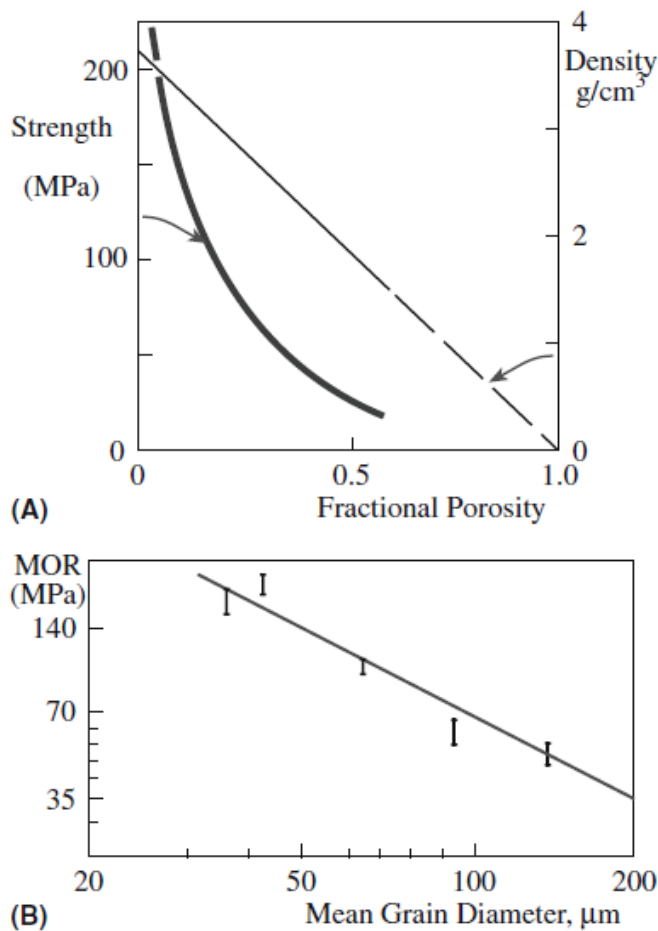 4
200
Density
g/cm³
Strength
(MPa)
2
100
0
0
0
0.5
1.0
(A)
Fractional Porosity
MOR
(MPa)
140
70
35
20
50
100
200
(B)
Mean Grain Diameter, μm